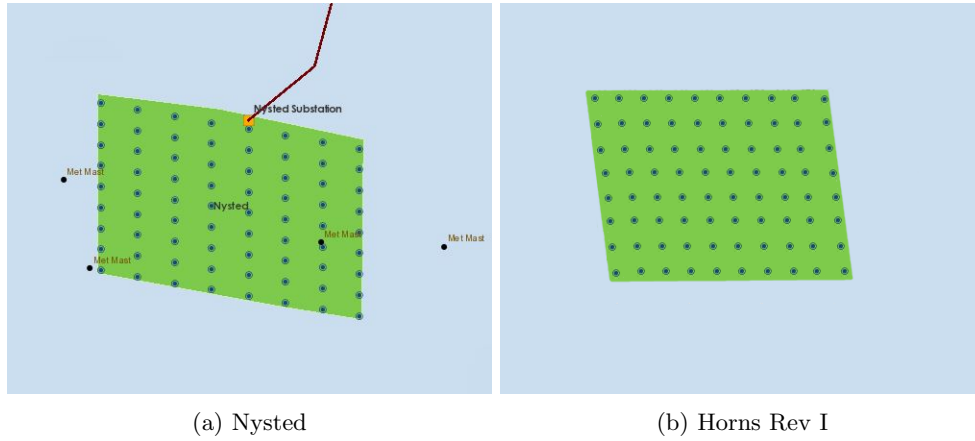 Nysted Substation
Met Mast
Nysted
Met Mast
Met Mast
Met Mast
(a) Nysted
(b) Horns Rev I